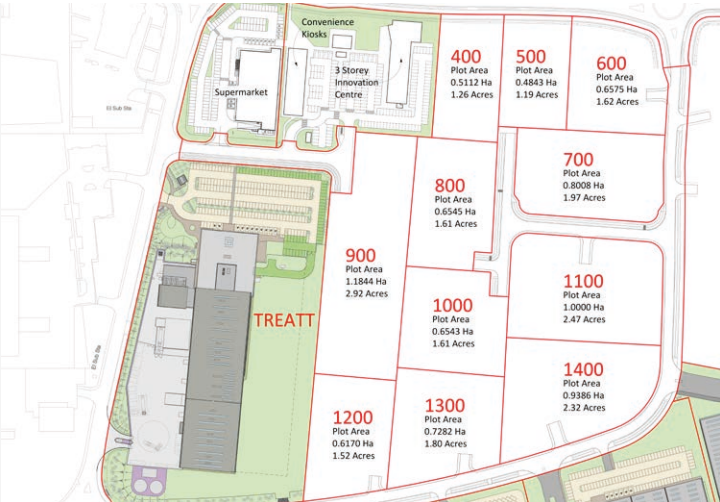 Convenience
Kiosks
3 Storey
Innovation
Centre
Supermarket
El Sub Sta
400
Plot Area
0.5112 Ha
1.26 Acres
500
Plot Area
0.4843 Ha
1.19 Acres
600
Plot Area
0.6575 Ha
1.62 Acres
700
Plot Area
0.8008 Ha
1.97 Acres
800
Plot Area
0.6545 Ha
1.61 Acres
900
Plot Area
1.1844 Ha
2.92 Acres
1000
Plot Area
0.6543 Ha
1.61 Acres
1100
Plot Area
1.0000 Ha
2.47 Acres
TREATT
El Sub Sta
1200
Plot Area
0.6170 Ha
1.52 Acres
1300
Plot Area
0.7282 Ha
1.80 Acres
1400
Plot Area
0.9386 Ha
2.32 Acres